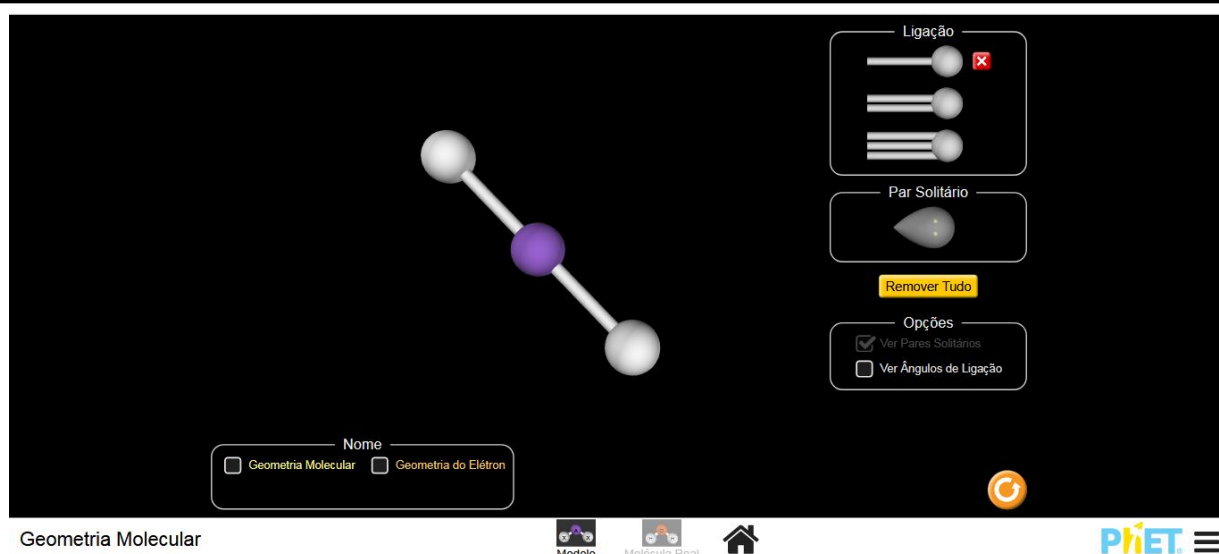 Ligação
Par Solitário
Remover Tudo
Opções
Ver Pares Solitários
Ver Ângulos de Ligação
Nome
Geometria Molecular
Geometria do Elétron
Geometria Molecular
Modelo
Molécula Real
PhET